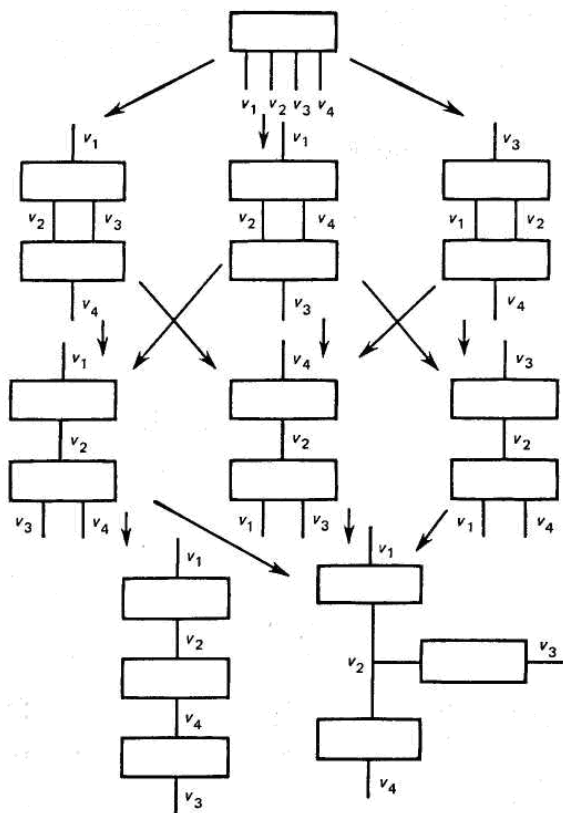 v1 v2 v3 v4
v1 v1 v3
v2 v3 v2 v4 v1 v2
v4 v3 v4
v1 v4 v3
v2 v2 v2
v3 v4 v1 v3 v1 v4
v1 v1
v2 v2 v3
v4 v4
v3